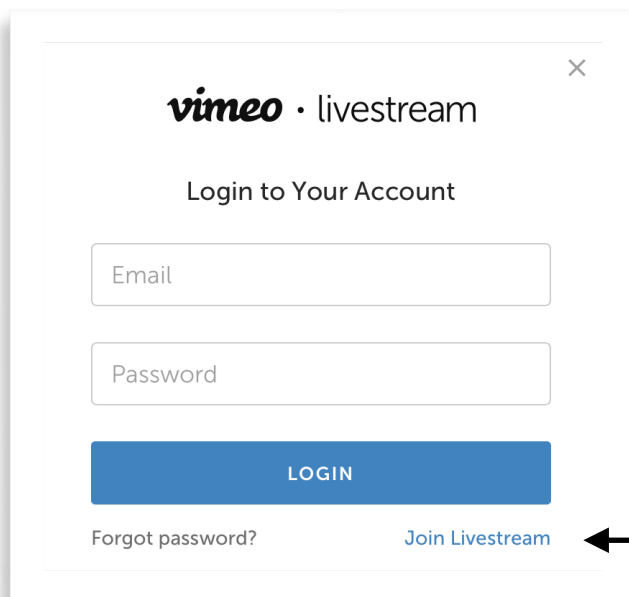 vimeo · livestream
Login to Your Account
Email
Password
LOGIN
Forgot password? Join Livestream